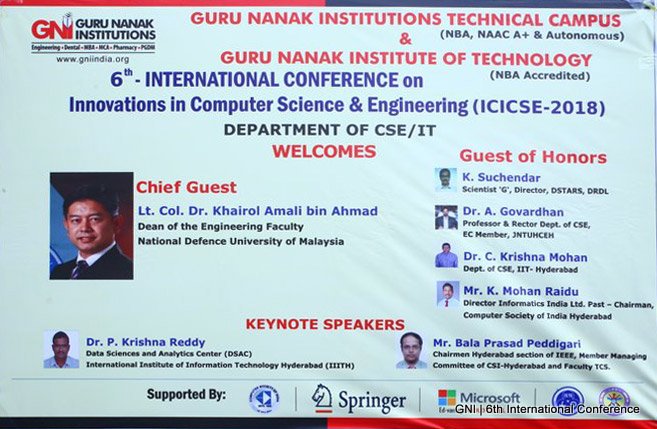 GNI GURU NANAK
INSTITUTIONS
Engineering • Dental • MBA • MCA • Pharmacy • PGDM
www.gniindia.org
GURU NANAK INSTITUTIONS TECHNICAL CAMPUS
(NBA, NAAC A+ & Autonomous)
&
GURU NANAK INSTITUTE OF TECHNOLOGY
(NBA Accredited)
6th - INTERNATIONAL CONFERENCE on
Innovations in Computer Science & Engineering (ICICSE-2018)
DEPARTMENT OF CSE/IT
WELCOMES
Chief Guest
Lt. Col. Dr. Khairol Amali bin Ahmad
Dean of the Engineering Faculty
National Defence University of Malaysia
Guest of Honors
K. Suchendar
Scientist 'G', Director, DSTARS, DRDL
Dr. A. Govardhan
Professor & Rector Dept. of CSE,
EC Member, JNTUHCEH
Dr. C. Krishna Mohan
Dept. of CSE, IIT- Hyderabad
Mr. K. Mohan Raidu
Director Informatics India Ltd. Past – Chairman,
Computer Society of India Hyderabad
KEYNOTE SPEAKERS
Dr. P. Krishna Reddy
Data Sciences and Analytics Center (DSAC)
International Institute of Information Technology Hyderabad (IIITH)
Mr. Bala Prasad Peddigari
Chairmen Hyderabad section of IEEE, Member Managing
Committee of CSI-Hyderabad and Faculty TCS.
Supported By:
Springer
Microsoft
GNI | 6th International Conference